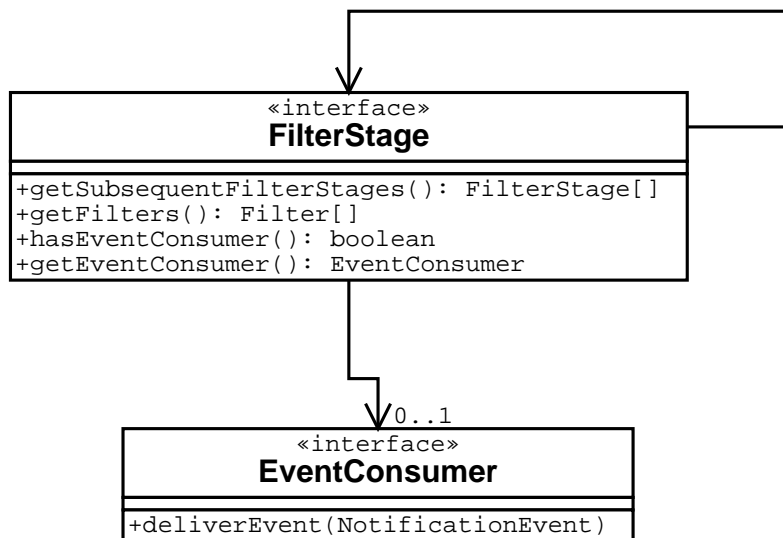 «interface»
FilterStage
+getSubsequentFilterStages(): FilterStage[]
+getFilters(): Filter[]
+hasEventConsumer(): boolean
+getEventConsumer(): EventConsumer
0..1
«interface»
EventConsumer
+deliverEvent(NotificationEvent)